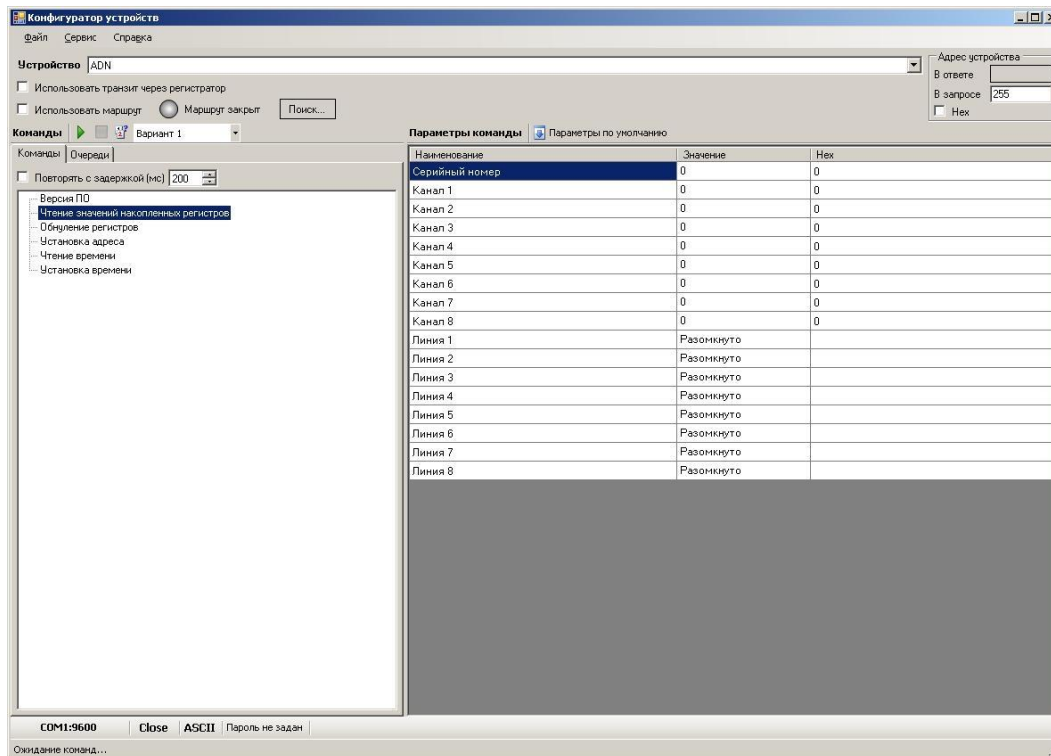 Конфигуратор устройств
Файл Сервис Справка
Устройство ADN
Адрес устройства
В ответе
В запросе 255
Hex
Использовать транзит через регистратор
Использовать маршрут Маршрут закрыт Поиск...
Команды Вариант 1
Параметры команды Параметры по умолчанию
Команды Очереди
Повторять с задержкой (мс) 200
Версия ПО
Чтение значений накопленных регистров
Обнуление регистров
Установка адреса
Чтение времени
Установка времени
Наименование Значение Hex
Серийный номер 0 0
Канал 1 0 0
Канал 2 0 0
Канал 3 0 0
Канал 4 0 0
Канал 5 0 0
Канал 6 0 0
Канал 7 0 0
Канал 8 0 0
Линия 1 Разомкнуто
Линия 2 Разомкнуто
Линия 3 Разомкнуто
Линия 4 Разомкнуто
Линия 5 Разомкнуто
Линия 6 Разомкнуто
Линия 7 Разомкнуто
Линия 8 Разомкнуто
COM1:9600 Close ASCII Пароль не задан
Ожидание команд...